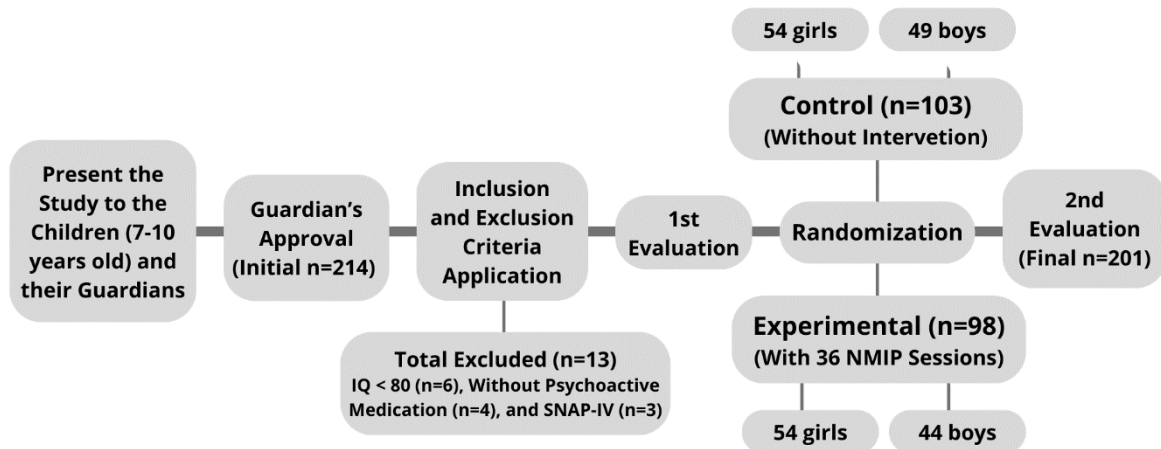 Present the
Study to the
Children (7-10
years old) and
their Guardians
Guardian's
Approval
(Initial n=214)
Inclusion
and Exclusion
Criteria
Application
Total Excluded (n=13)
IQ < 80 (n=6), Without Psychoactive
Medication (n=4), and SNAP-IV (n=3)
1st
Evaluation
Randomization
54 girls
49 boys
Control (n=103)
(Without Intervetion)
Experimental (n=98)
(With 36 NMIP Sessions)
54 girls
44 boys
2nd
Evaluation
(Final n=201)